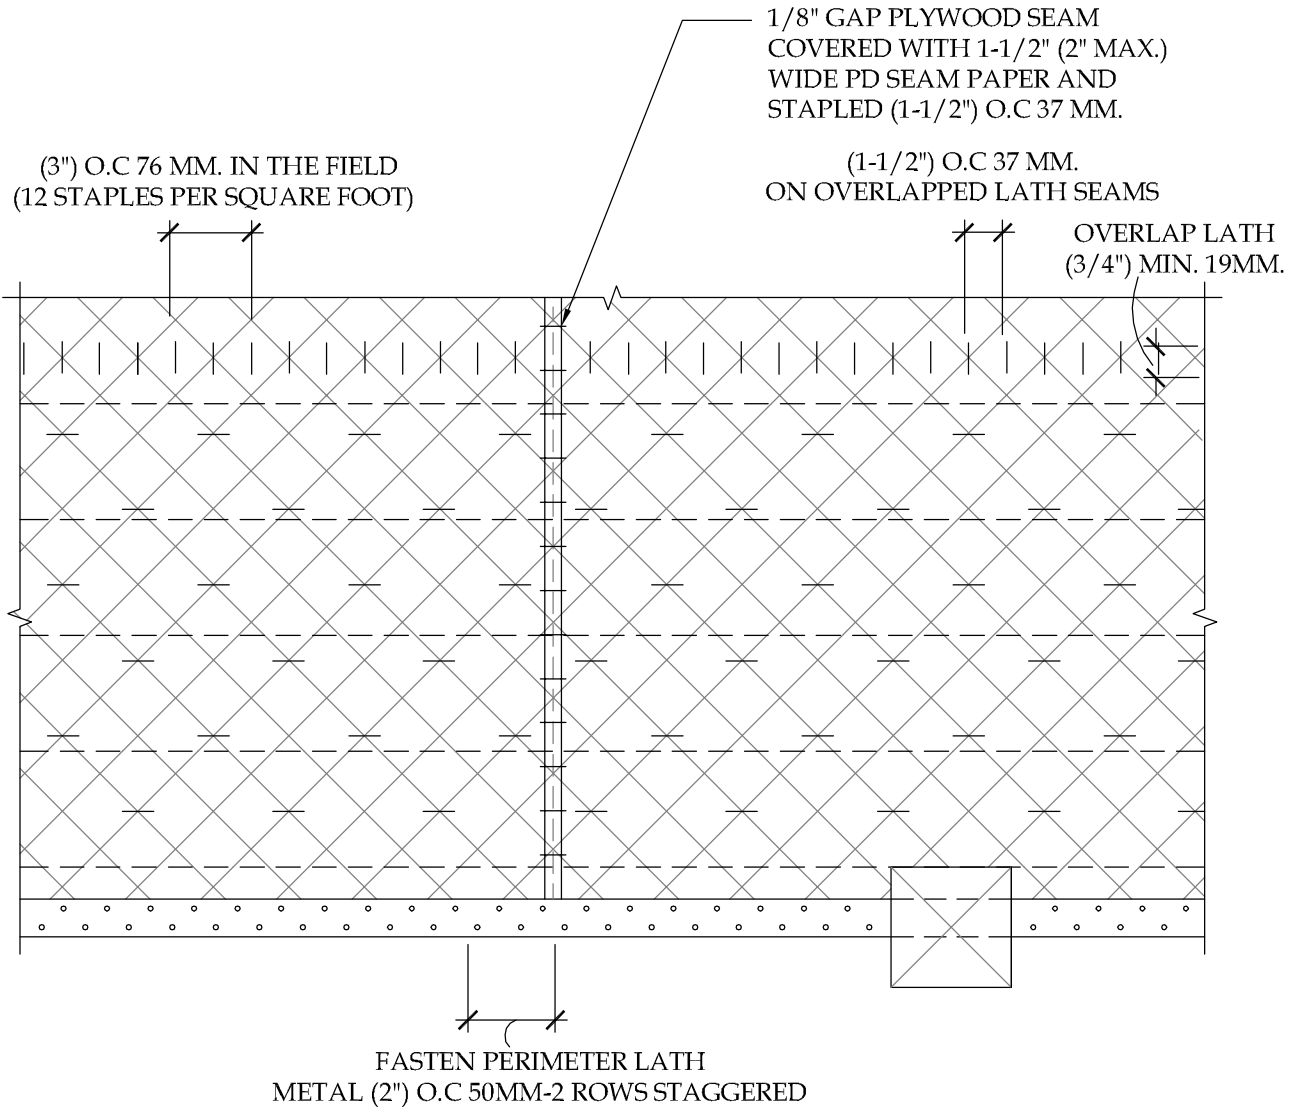 1/8" GAP PLYWOOD SEAM
COVERED WITH 1-1/2" (2" MAX.)
WIDE PD SEAM PAPER AND
STAPLED (1-1/2") O.C 37 MM.
(3") O.C 76 MM. IN THE FIELD
(12 STAPLES PER SQUARE FOOT)
(1-1/2") O.C 37 MM.
ON OVERLAPPED LATH SEAMS
OVERLAP LATH
(3/4") MIN. 19MM.
FASTEN PERIMETER LATH
METAL (2") O.C 50MM-2 ROWS STAGGERED